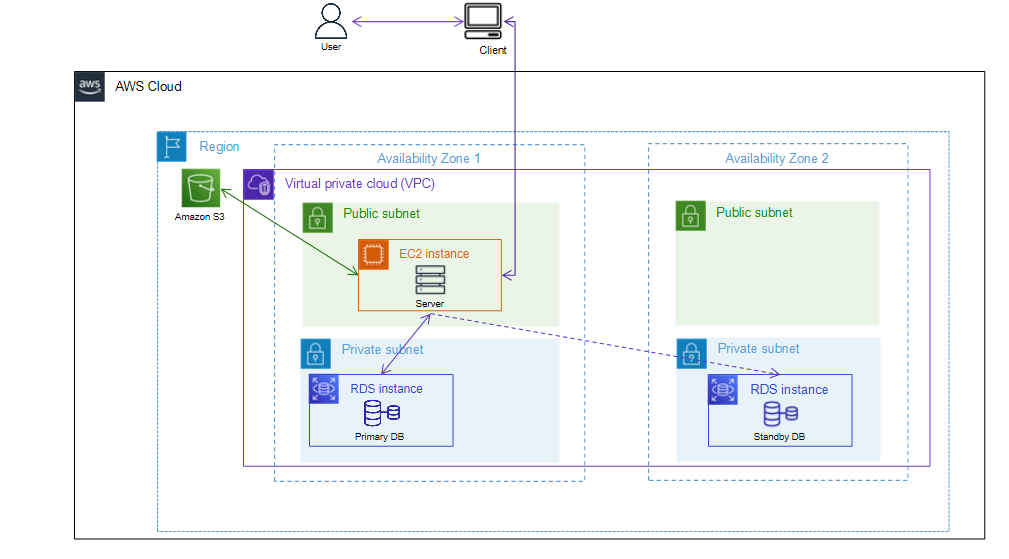 User
Client
aws
AWS Cloud
Region
Availability Zone 1
Availability Zone 2
Virtual private cloud (VPC)
Amazon S3
Public subnet
Public subnet
EC2 instance
Server
Private subnet
Private subnet
RDS instance
RDS instance
Primary DB
Standby DB